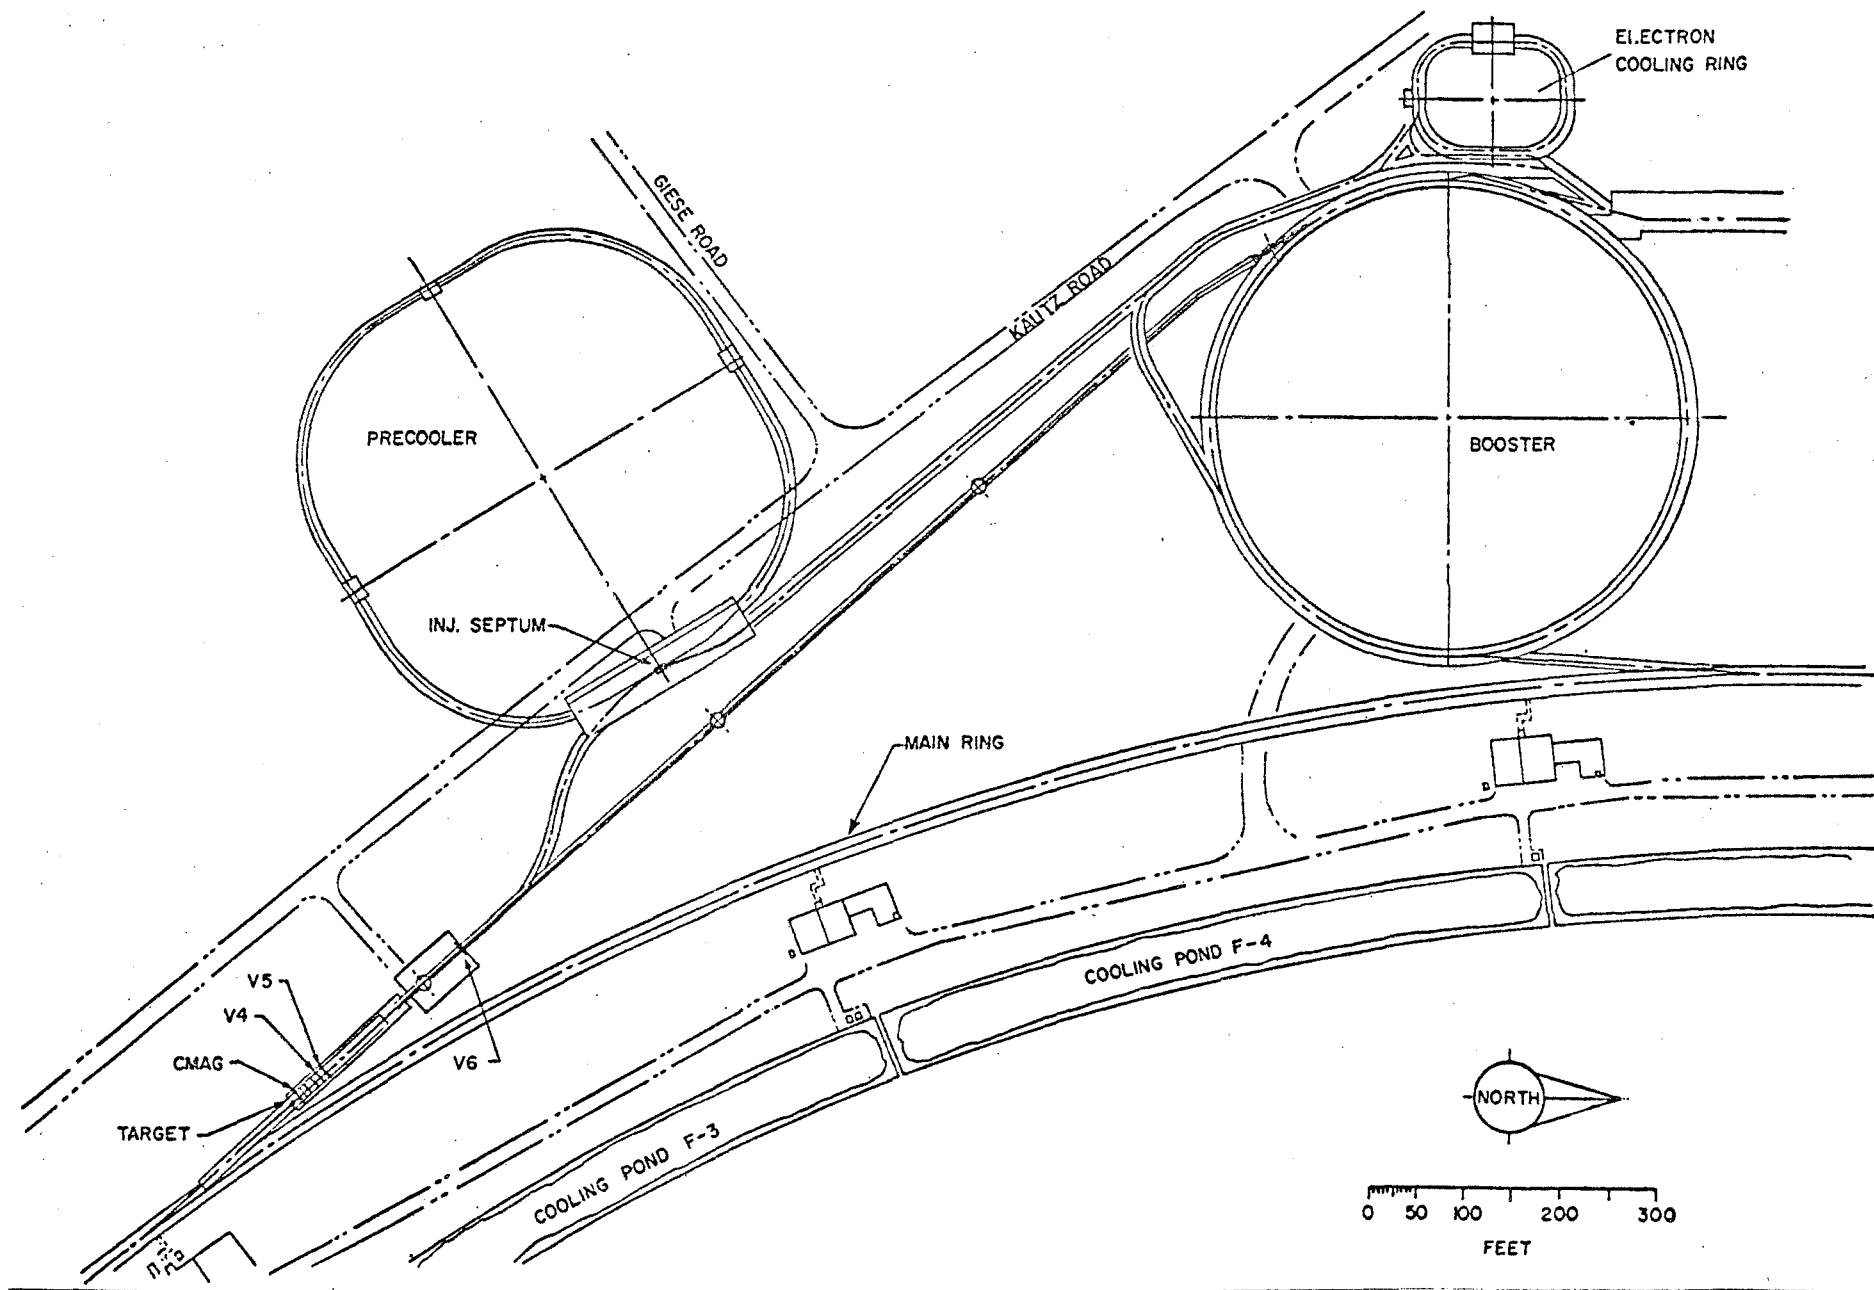 ELECTRON
COOLING RING
GIESE ROAD
KAUTZ ROAD
PRECOOLER
BOOSTER
INJ. SEPTUM
MAIN RING
COOLING POND F-4
V5
V4
CMAG
V6
TARGET
NORTH
COOLING POND F-3
0 50 100 200 300
FEET